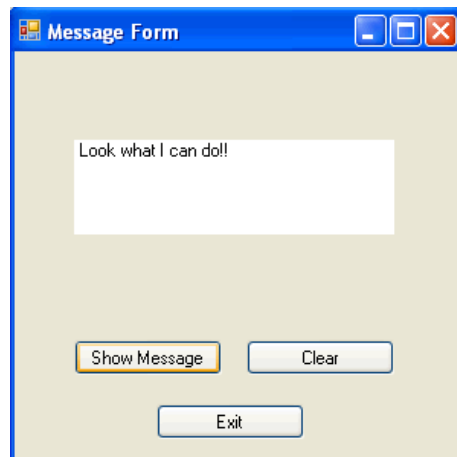 Message Form
Look what I can do!!
Show Message
Clear
Exit